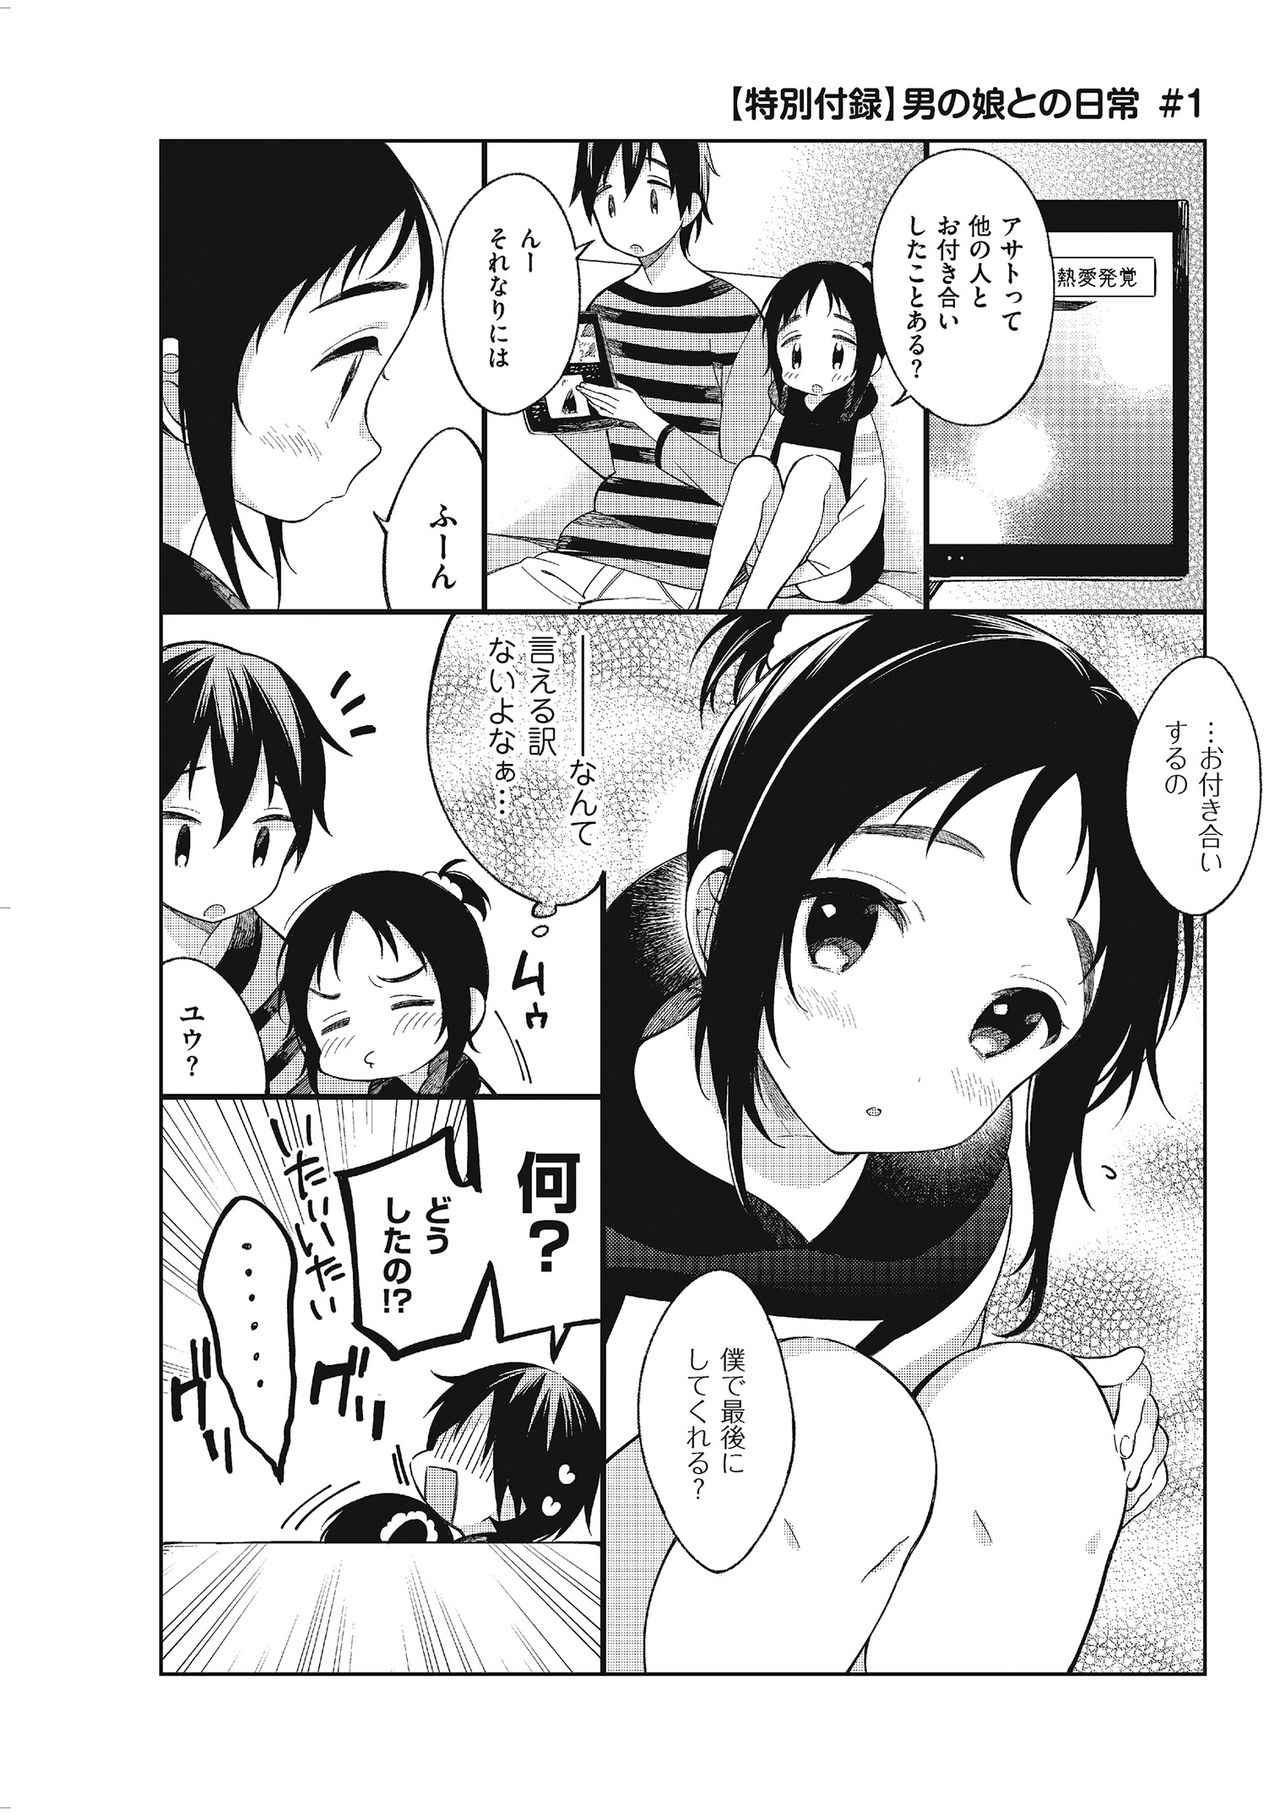 【特別付録】男の娘との日常 #1
熱愛発覚
アサトって
他の人と
お付き合い
したことある？
んー
それなりには
ふーん
…お付き合い
するの
僕で最後に
してくれる？
――なんて
言える訳
ないよなぁ…
ムゥ
ユウ？
何？
どう
したの!?
いたいいたい
・・・・・・
ぐぐぐ